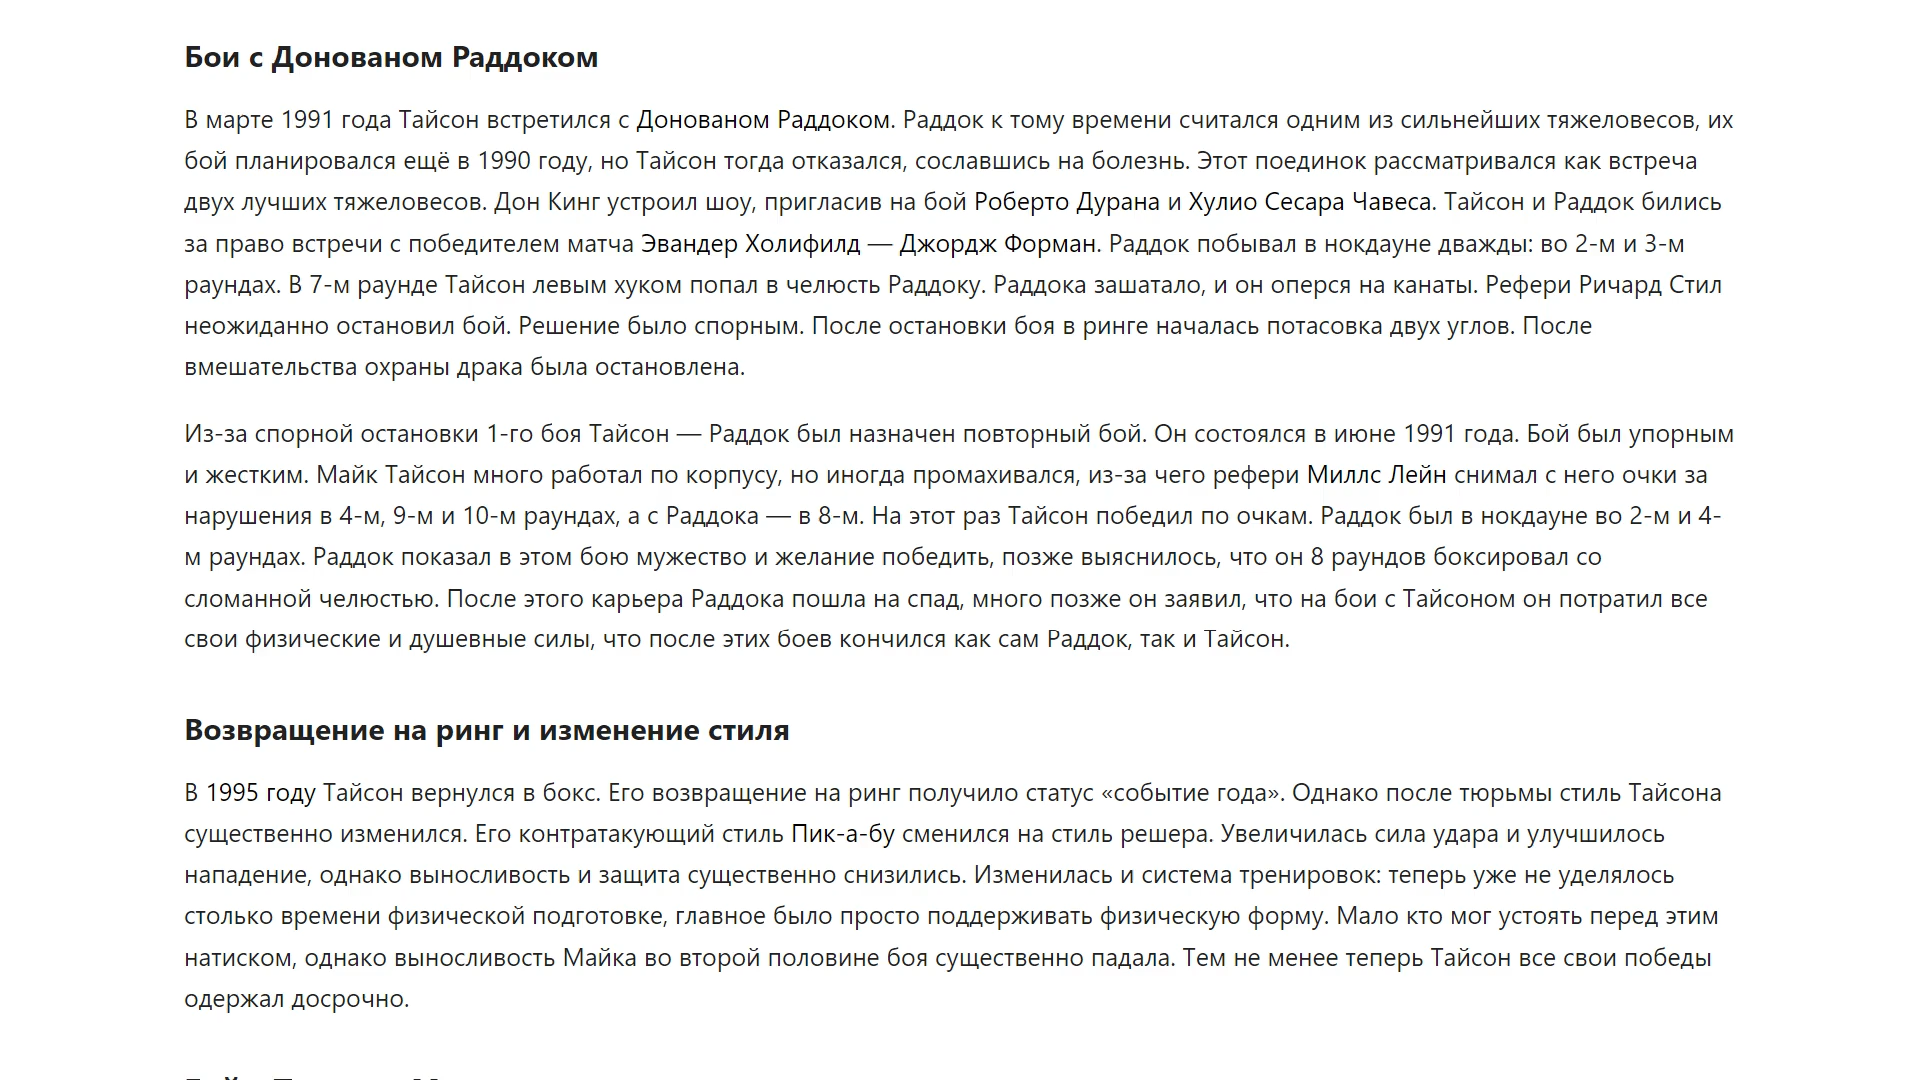 Бои с Донованом Раддоком
В марте 1991 года Тайсон встретился с Донованом Раддоком. Раддок к тому времени считался одним из сильнейших тяжеловесов, их
бой планировался ещё в 1990 году, но Тайсон тогда отказался, сославшись на болезнь. Этот поединок рассматривался как встреча
двух лучших тяжеловесов. Дон Кинг устроил шоу, пригласив на бой Роберто Дурана и Хулио Сесара Чавеса. Тайсон и Раддок бились
за право встречи с победителем матча Эвандер Холифилд — Джордж Форман. Раддок побывал в нокдауне дважды: во 2-м и 3-м
раундах. В 7-м раунде Тайсон левым хуком попал в челюсть Раддоку. Раддока зашатало, и он оперся на канаты. Рефери Ричард Стил
неожиданно остановил бой. Решение было спорным. После остановки боя в ринге началась потасовка двух углов. После
вмешательства охраны драка была остановлена.
Из-за спорной остановки 1-го боя Тайсон — Раддок был назначен повторный бой. Он состоялся в июне 1991 года. Бой был упорным
и жестким. Майк Тайсон много работал по корпусу, но иногда промахивался, из-за чего рефери Миллс Лейн снимал с него очки за
нарушения в 4-м, 9-м и 10-м раундах, а с Раддока — в 8-м. На этот раз Тайсон победил по очкам. Раддок был в нокдауне во 2-м и 4-
м раундах. Раддок показал в этом бою мужество и желание победить, позже выяснилось, что он 8 раундов боксировал со
сломанной челюстью. После этого карьера Раддока пошла на спад, много позже он заявил, что на бои с Тайсоном он потратил все
свои физические и душевные силы, что после этих боев кончился как сам Раддок, так и Тайсон.
Возвращение на ринг и изменение стиля
В 1995 году Тайсон вернулся в бокс. Его возвращение на ринг получило статус «событие года». Однако после тюрьмы стиль Тайсона
существенно изменился. Его контратакующий стиль Пик-а-бу сменился на стиль решера. Увеличилась сила удара и улучшилось
нападение, однако выносливость и защита существенно снизились. Изменилась и система тренировок: теперь уже не уделялось
столько времени физической подготовке, главное было просто поддерживать физическую форму. Мало кто мог устоять перед этим
натиском, однако выносливость Майка во второй половине боя существенно падала. Тем не менее теперь Тайсон все свои победы
одержал досрочно.